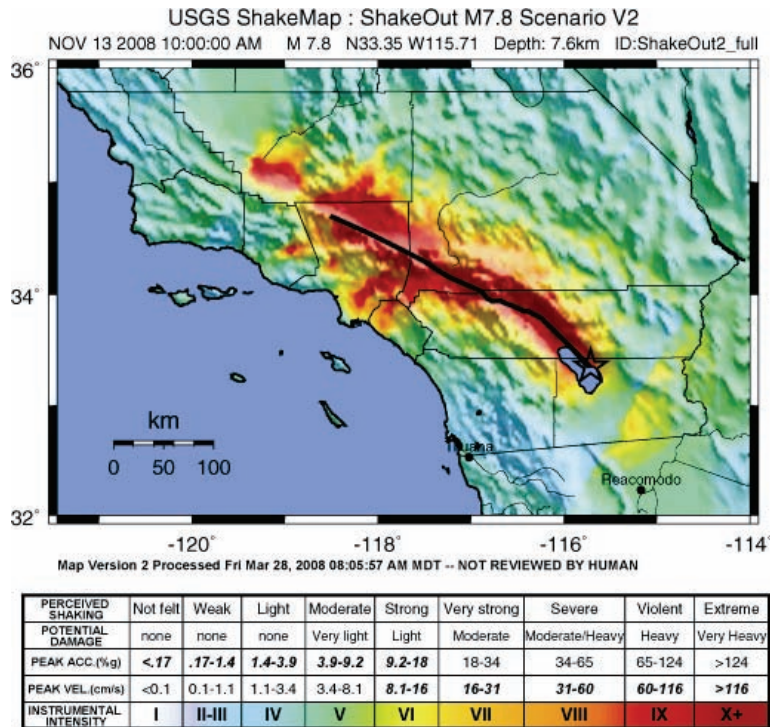 USGS ShakeMap : ShakeOut M7.8 Scenario V2
NOV 13 2008 10:00:00 AM M 7.8 N33.35 W115.71 Depth: 7.6km ID:ShakeOut2_full
36°
34°
km
0 50 100
Tijuana
Reacomodo
32°
-120° -118° -116° -114°
Map Version 2 Processed Fri Mar 28, 2008 08:05:57 AM MDT -- NOT REVIEWED BY HUMAN
PERCEIVED SHAKING Not felt Weak Light Moderate Strong Very strong Severe Violent Extreme
POTENTIAL DAMAGE none none none Very light Light Moderate Moderate/Heavy Heavy Very Heavy
PEAK ACC.(%g) <.17 .17-1.4 1.4-3.9 3.9-9.2 9.2-18 18-34 34-65 65-124 >124
PEAK VEL.(cm/s) <0.1 0.1-1.1 1.1-3.4 3.4-8.1 8.1-16 16-31 31-60 60-116 >116
INSTRUMENTAL INTENSITY I II-III IV V VI VII VIII IX X+